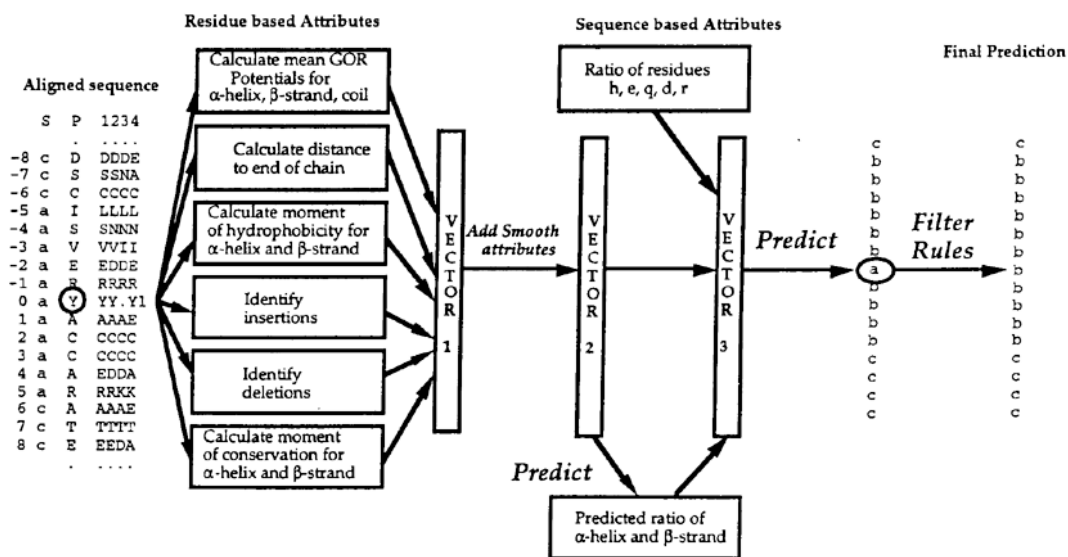 Residue based Attributes
Sequence based Attributes
Final Prediction
Aligned sequence
Calculate mean GOR
Potentials for
α-helix, β-strand, coil
Calculate distance
to end of chain
Calculate moment
of hydrophobicity for
α-helix and β-strand
Identify
insertions
Identify
deletions
Calculate moment
of conservation for
α-helix and β-strand
S P 1234
. ....
-8 c D DDDE
-7 c S SSNA
-6 c C CCCC
-5 a I LLLL
-4 a S SNNN
-3 a V VVII
-2 a E EDDE
-1 a R RRRR
0 a Y YY.Y1
1 a A AAAE
2 a C CCCC
3 a C CCCC
4 a A EDDA
5 a R RRKK
6 c A AAAE
7 c T TTTT
8 c E EEDA
. ....
VECTOR 1
Add Smooth
attributes
VECTOR 2
Ratio of residues
h, e, q, d, r
VECTOR 3
Predict
Predicted ratio of
α-helix and β-strand
Predict
c
b
b
b
b
b
b
a
b
b
b
b
c
c
c
c
Filter
Rules
c
b
b
b
b
b
b
b
b
b
b
b
c
c
c
c